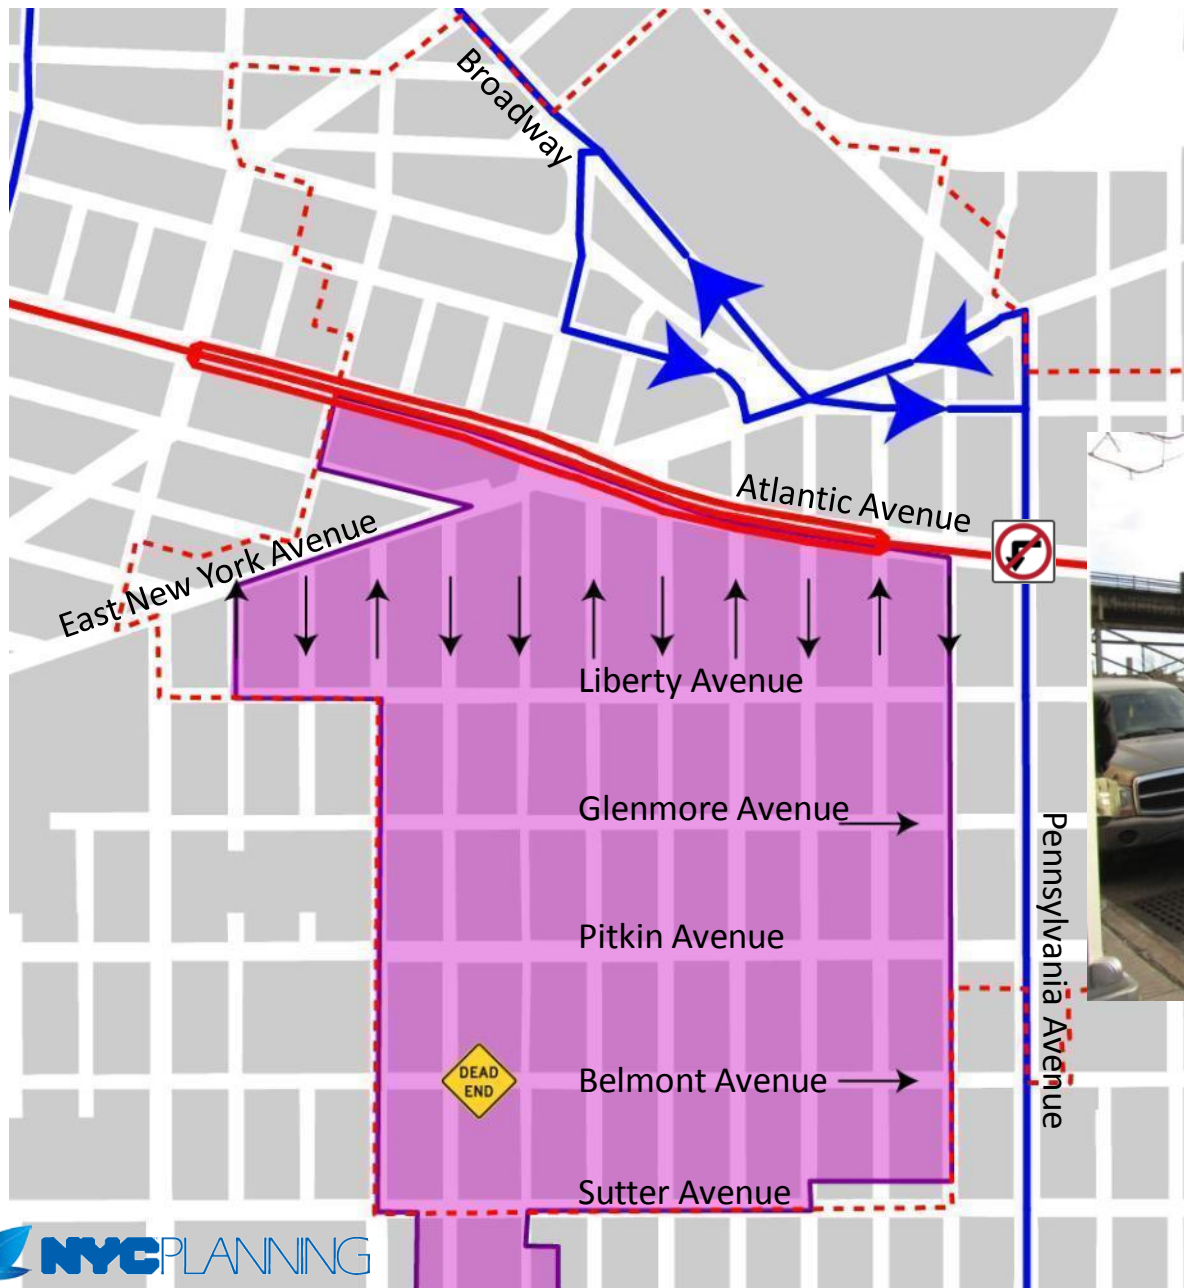 Broadway
Atlantic Avenue
East New York Avenue
Liberty Avenue
Glenmore Avenue
Pitkin Avenue
Pennsylvania Avenue
DEAD
END
Belmont Avenue
Sutter Avenue
NYCPLANNING